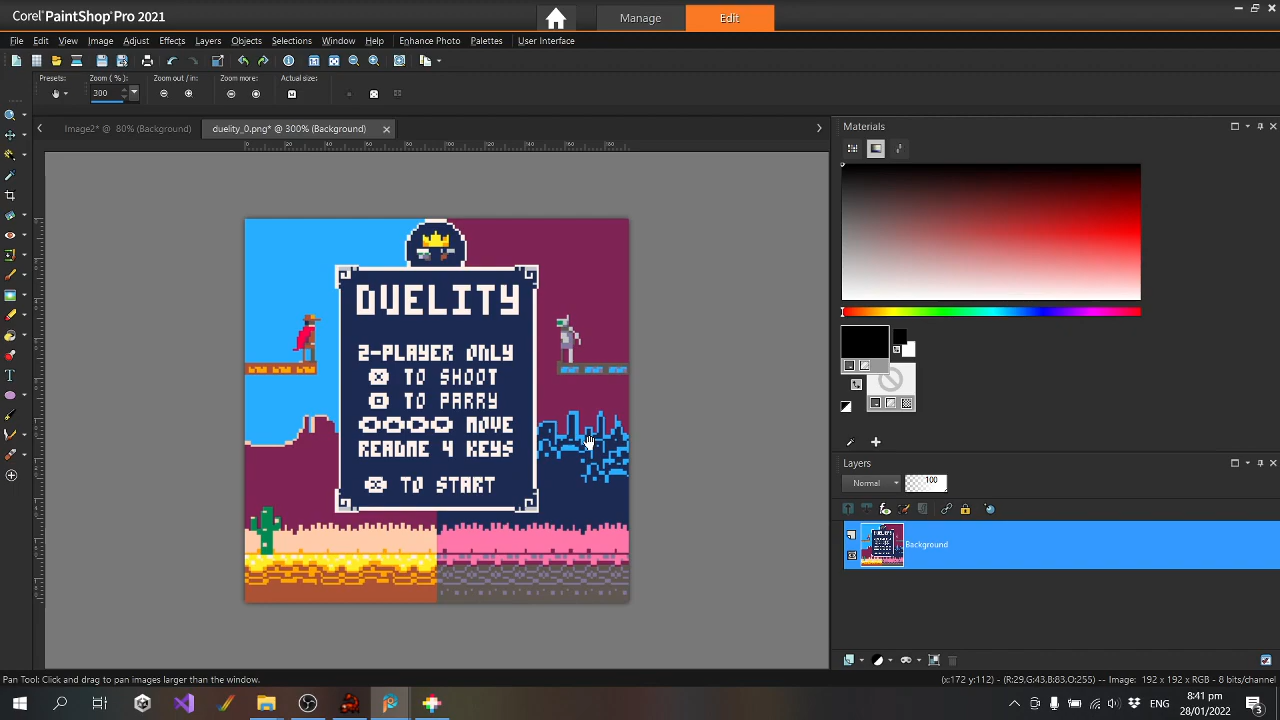 Corel PaintShop Pro 2021
Manage
Edit
File Edit View Image Adjust Effects Layers Objects Selections Window Help Enhance Photo Palettes User Interface
Presets: Zoom ( % ): Zoom out / in: Zoom more: Actual size:
300
Image2* @ 80% (Background)
duelity_0.png* @ 300% (Background)
Materials
DUELITY
2-PLAYER ONLY
TO SHOOT
TO PARRY
MOVE
README 4 KEYS
TO START
Layers
Normal
100
Background
Pan Tool: Click and drag to pan images larger than the window.
(x:172 y:112) -- (R:29,G:43,B:83,O:255) -- Image: 192 x 192 x RGB - 8 bits/channel
8:41 pm
28/01/2022
3